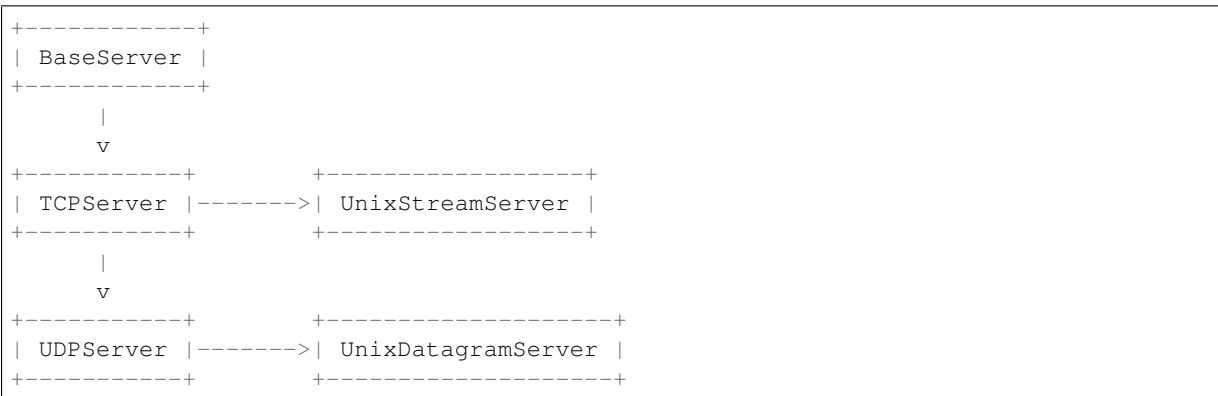 +------------+
| BaseServer |
+------------+
      |
      v
+-----------+        +------------------+
| TCPServer |------->| UnixStreamServer |
+-----------+        +------------------+
      |
      v
+-----------+        +--------------------+
| UDPServer |------->| UnixDatagramServer |
+-----------+        +--------------------+